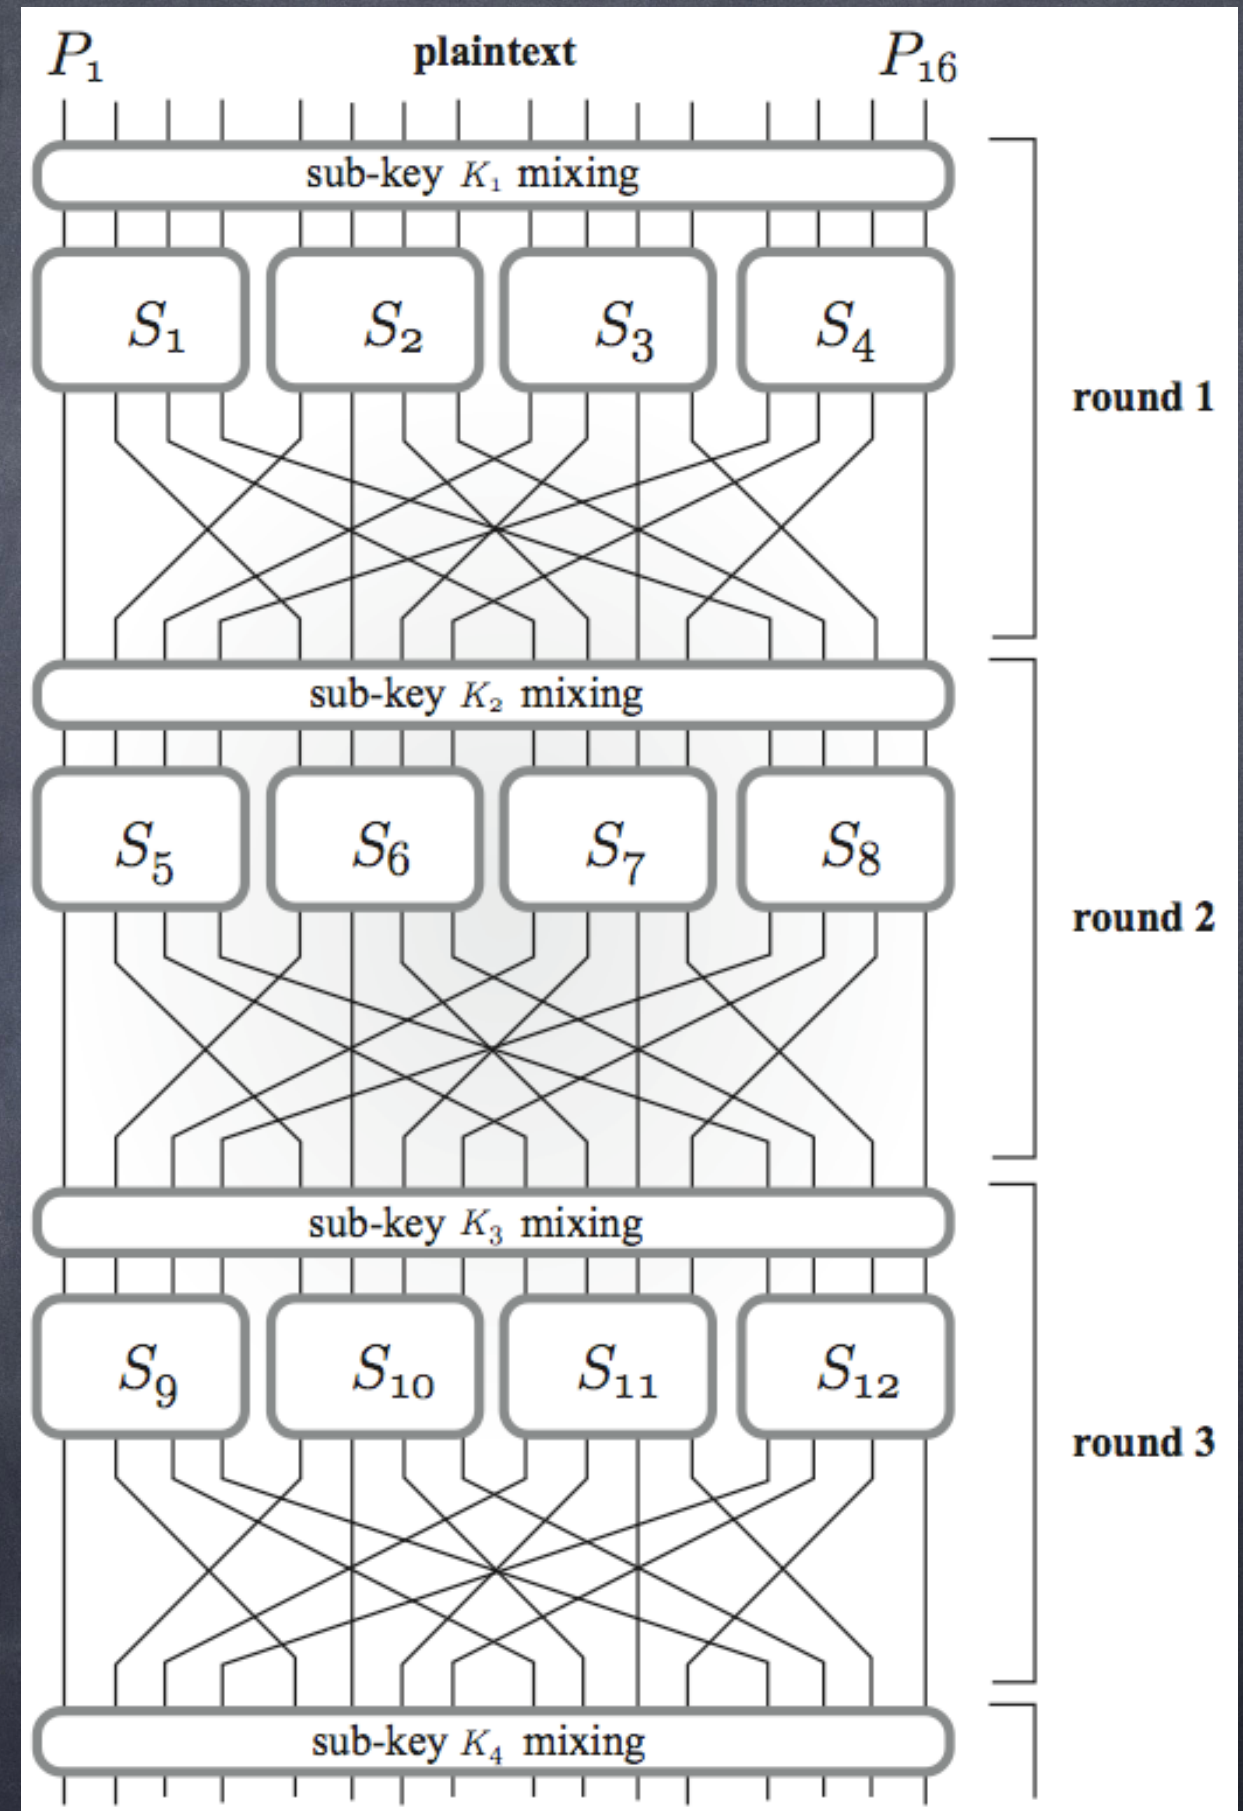 P₁ plaintext P₁₆
sub-key K₁ mixing
S₁ S₂ S₃ S₄
round 1
sub-key K₂ mixing
S₅ S₆ S₇ S₈
round 2
sub-key K₃ mixing
S₉ S₁₀ S₁₁ S₁₂
round 3
sub-key K₄ mixing